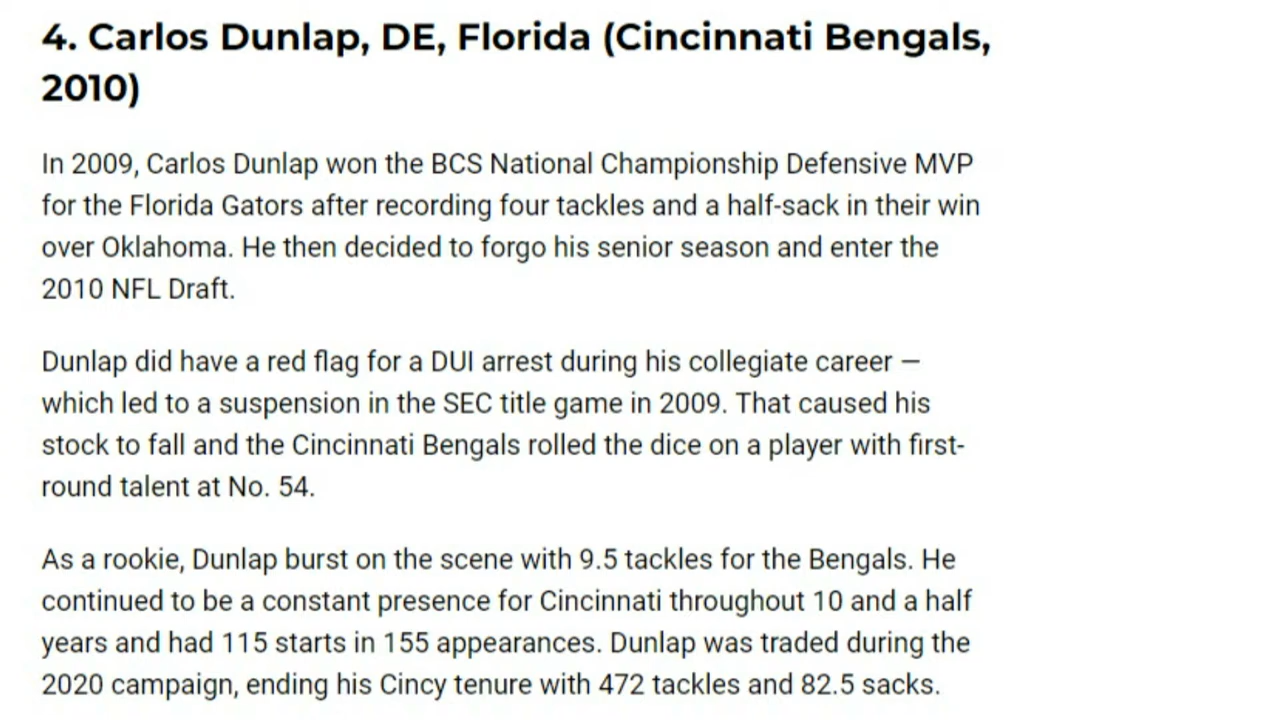 4. Carlos Dunlap, DE, Florida (Cincinnati Bengals,
2010)
In 2009, Carlos Dunlap won the BCS National Championship Defensive MVP
for the Florida Gators after recording four tackles and a half-sack in their win
over Oklahoma. He then decided to forgo his senior season and enter the
2010 NFL Draft.
Dunlap did have a red flag for a DUI arrest during his collegiate career —
which led to a suspension in the SEC title game in 2009. That caused his
stock to fall and the Cincinnati Bengals rolled the dice on a player with first-
round talent at No. 54.
As a rookie, Dunlap burst on the scene with 9.5 tackles for the Bengals. He
continued to be a constant presence for Cincinnati throughout 10 and a half
years and had 115 starts in 155 appearances. Dunlap was traded during the
2020 campaign, ending his Cincy tenure with 472 tackles and 82.5 sacks.